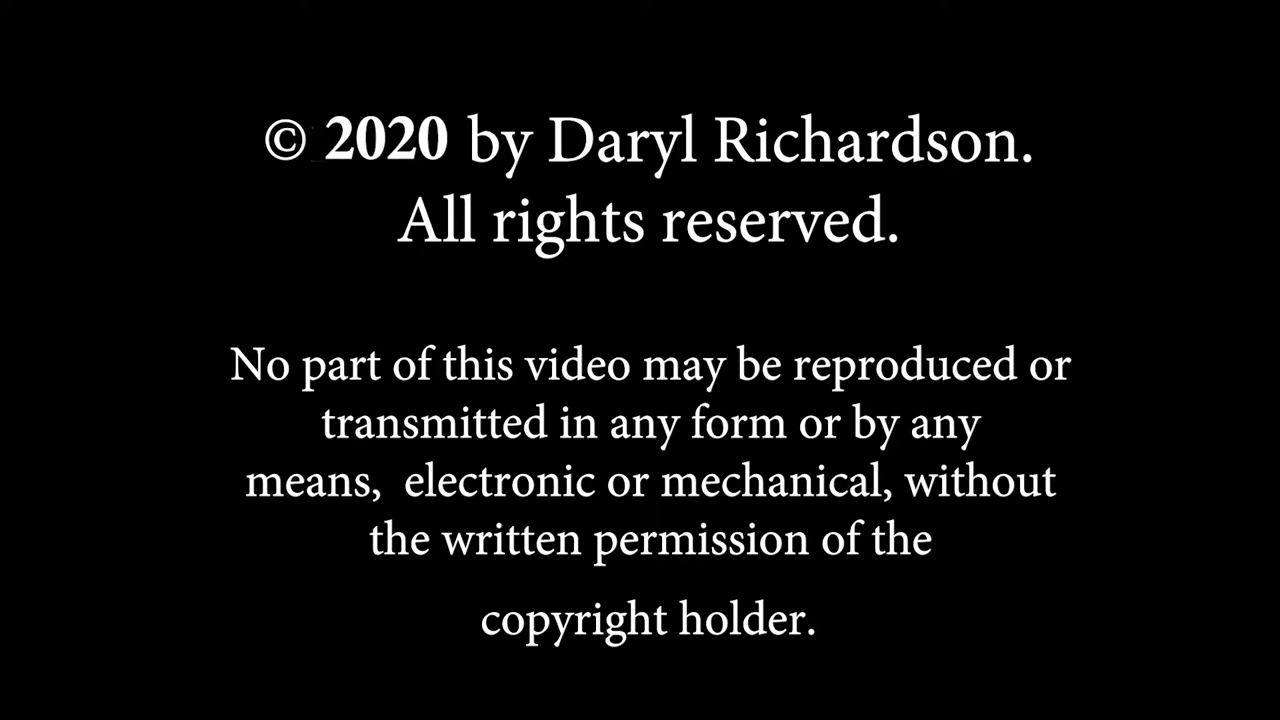 © 2020 by Daryl Richardson.
All rights reserved.
No part of this video may be reproduced or
transmitted in any form or by any
means,  electronic or mechanical, without
the written permission of the
copyright holder.